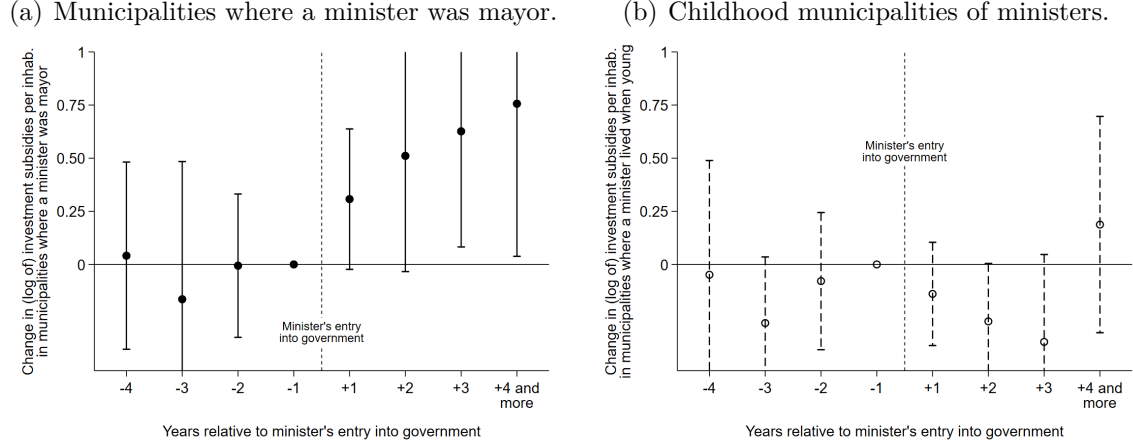 (a) Municipalities where a minister was mayor.
Change in (log of) investment subsidies per inhab.
in municipalities where a minister was mayor
1
0.75
0.50
0.25
0
Minister's entry
into government
-4
-3
-2
-1
+1
+2
+3
+4 and
more
Years relative to minister's entry into government
(b) Childhood municipalities of ministers.
Change in (log of) investment subsidies per inhab.
in municipalities where a minister lived when young
1
0.75
0.50
0.25
0
Minister's entry
into government
-4
-3
-2
-1
+1
+2
+3
+4 and
more
Years relative to minister's entry into government